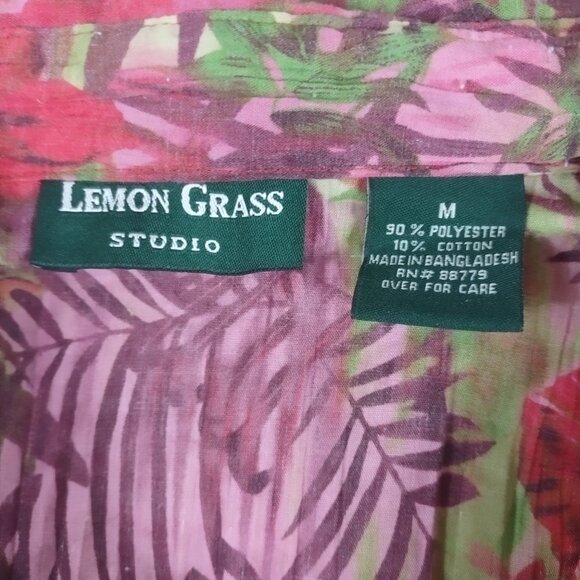 LEMON GRASS
STUDIO
M
90% POLYESTER
10% COTTON
MADE IN BANGLADESH
RN# 88779
OVER FOR CARE